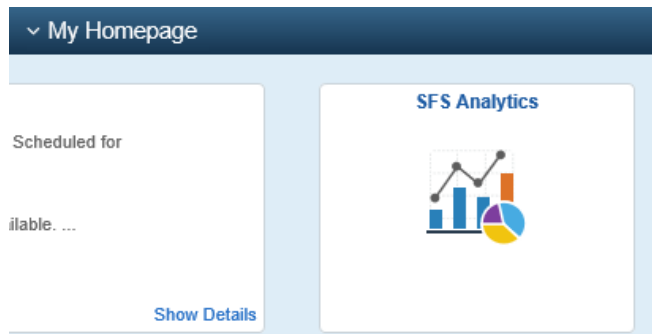 My Homepage
Scheduled for
ilable. ...
Show Details
SFS Analytics